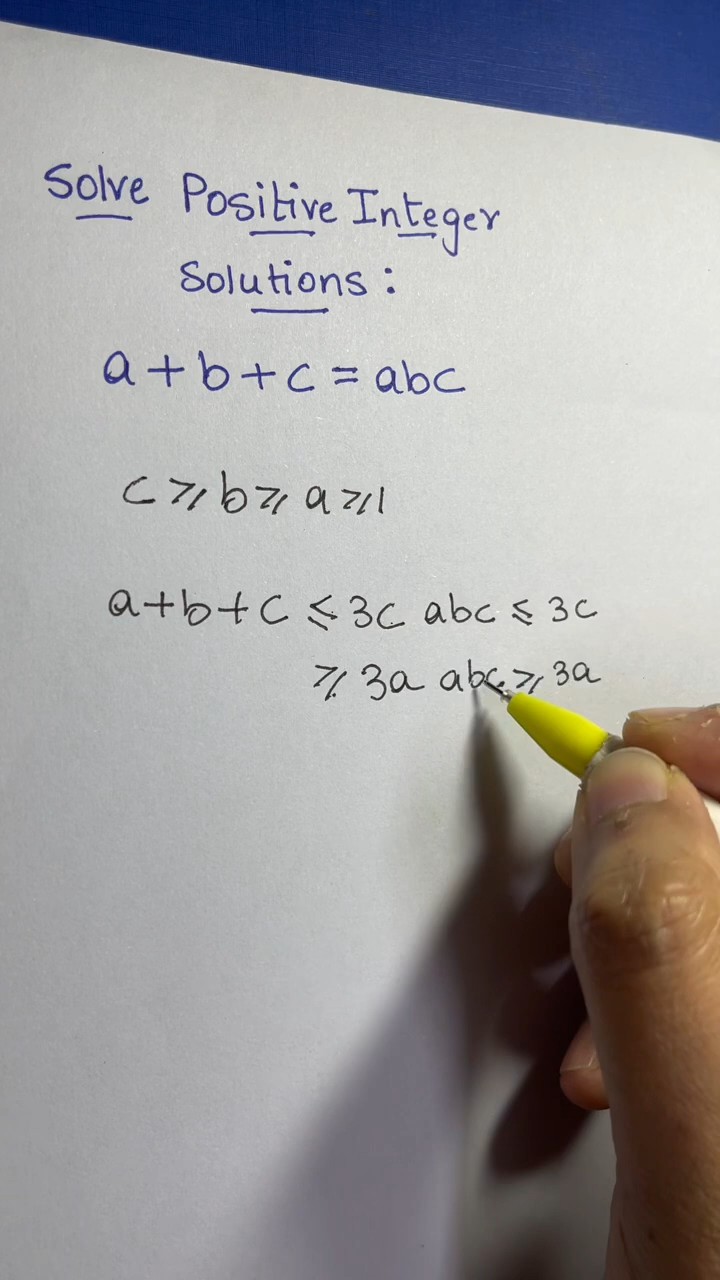 Solve Positive Integer
Solutions :
a + b + c = abc
c ⩾ b ⩾ a ⩾ 1
a + b + c ⩽ 3c abc ⩽ 3c
⩾ 3a abc ⩾ 3a